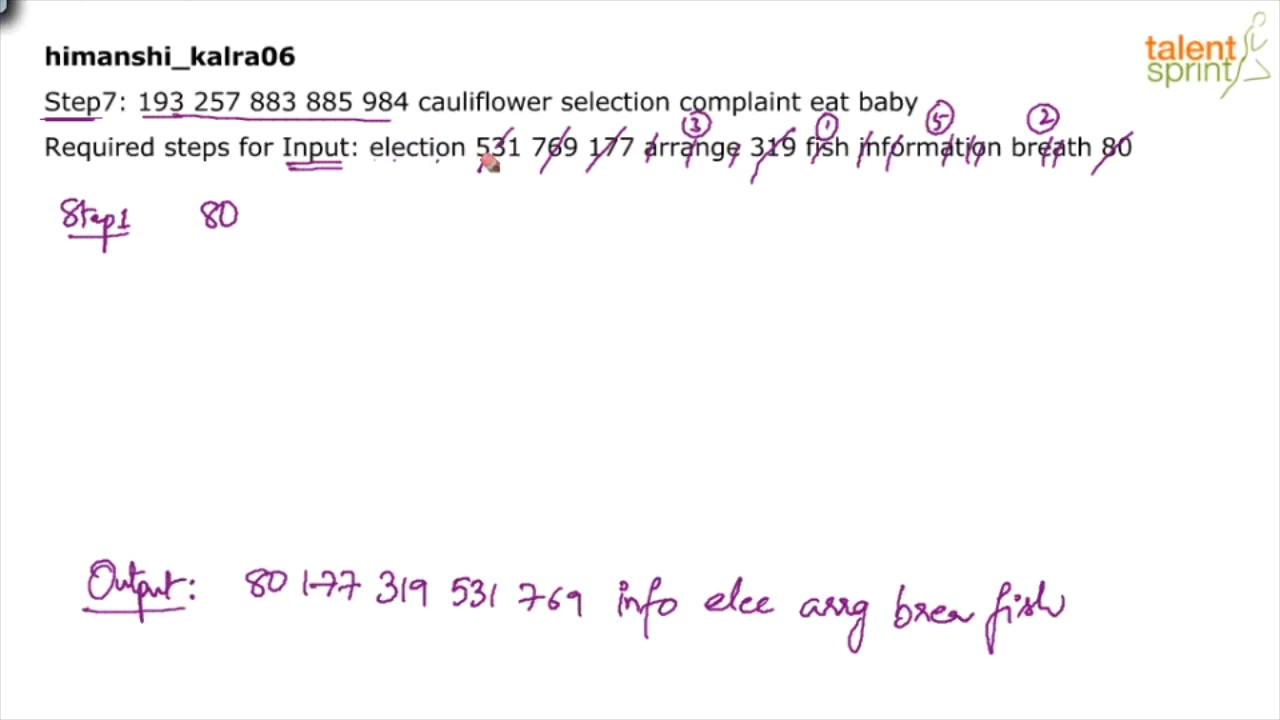 himanshi_kalra06
talent
sprint
Step7: 193 257 883 885 984 cauliflower selection complaint eat baby
3 1 5 2
Required steps for Input: election 531 769 177 arrange 319 fish information breath 80
Step1 80
Output: 80 177 319 531 769 info elec arrg brea fish